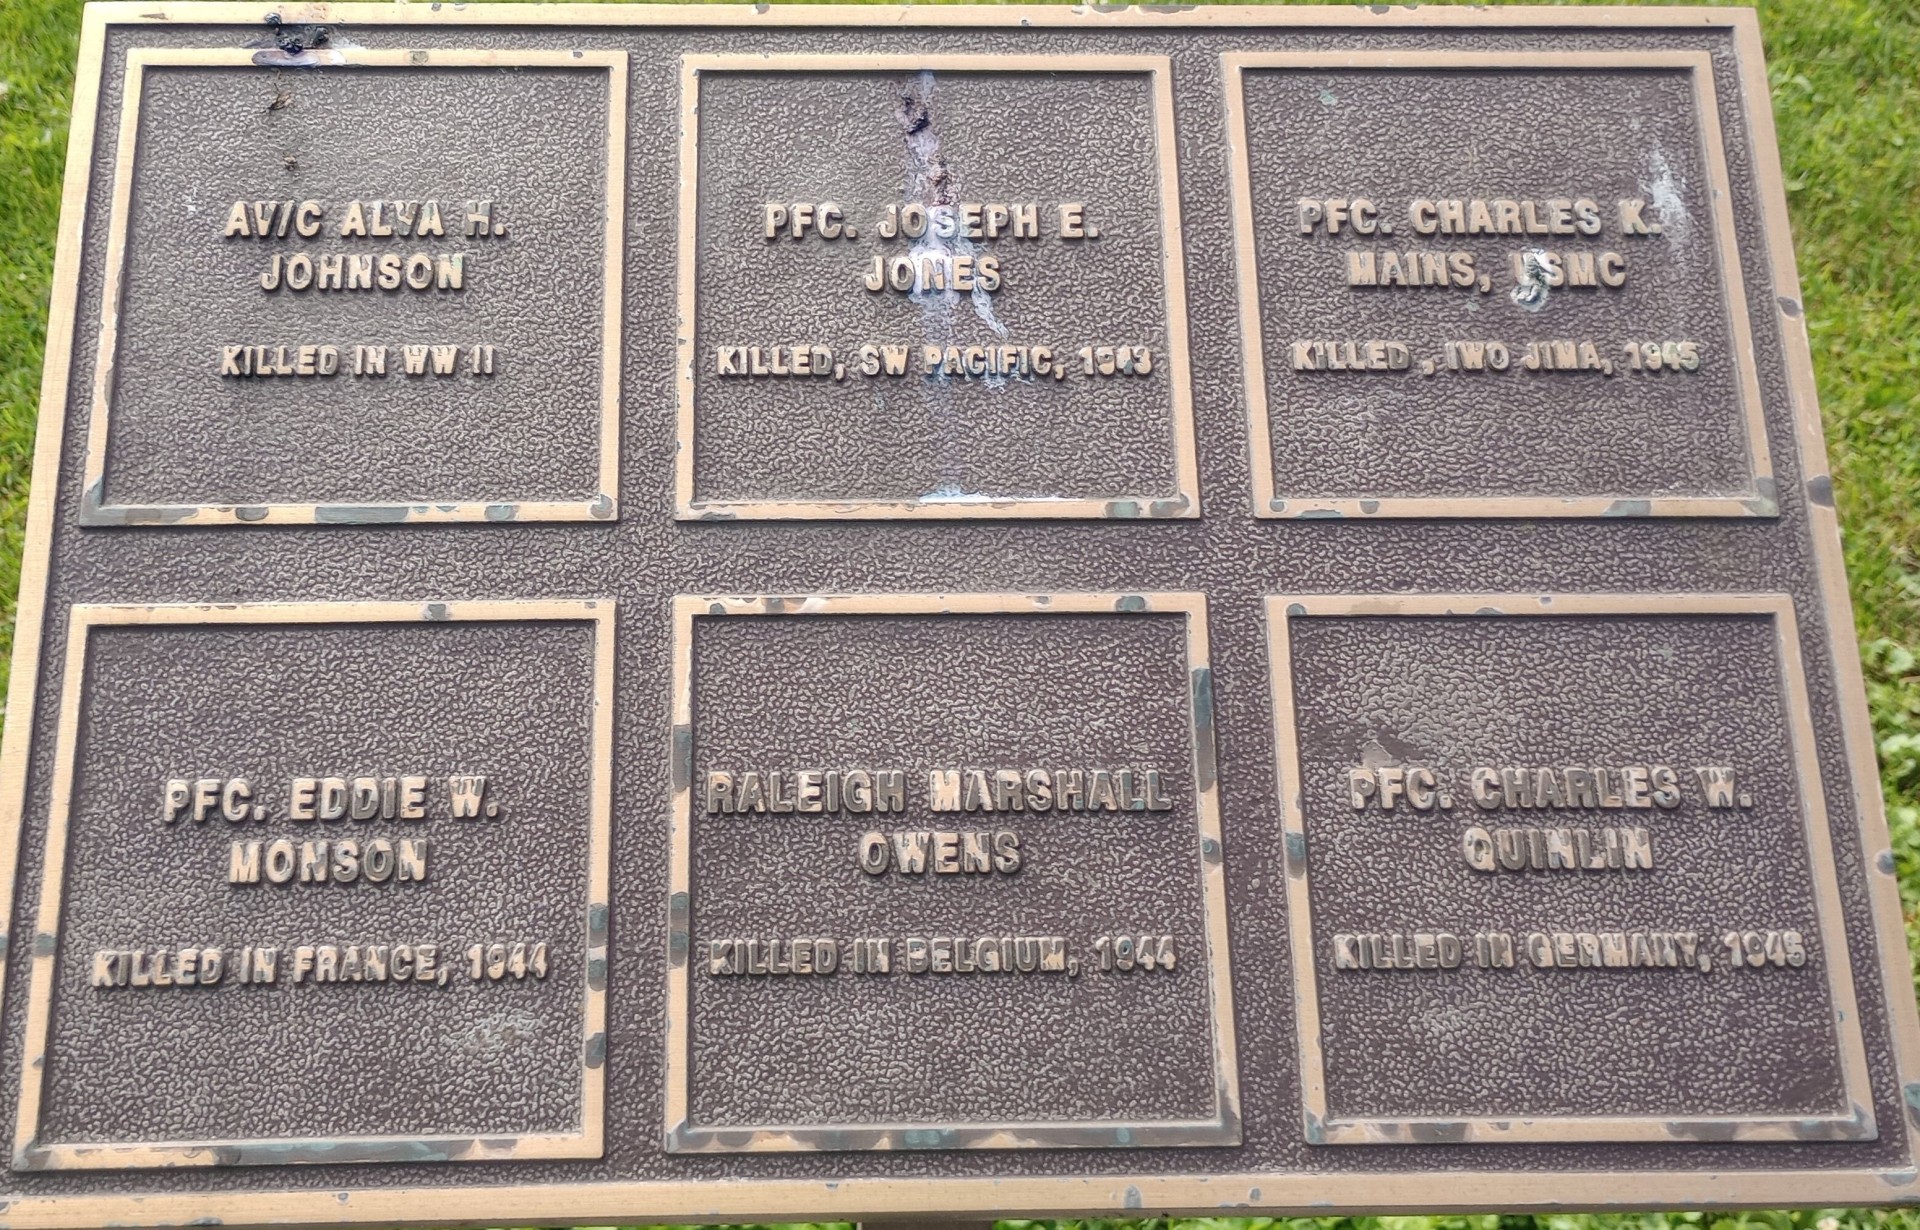 AV/C ALVA H.
JOHNSON
KILLED IN WW II
PFC. JOSEPH E.
JONES
KILLED, SW PACIFIC, 1943
PFC. CHARLES K.
MAINS, USMC
KILLED , IWO JIMA, 1945
PFC. EDDIE W.
MONSON
KILLED IN FRANCE, 1944
RALEIGH MARSHALL
OWENS
KILLED IN BELGIUM, 1944
PFC. CHARLES W.
QUINLIN
KILLED IN GERMANY, 1945